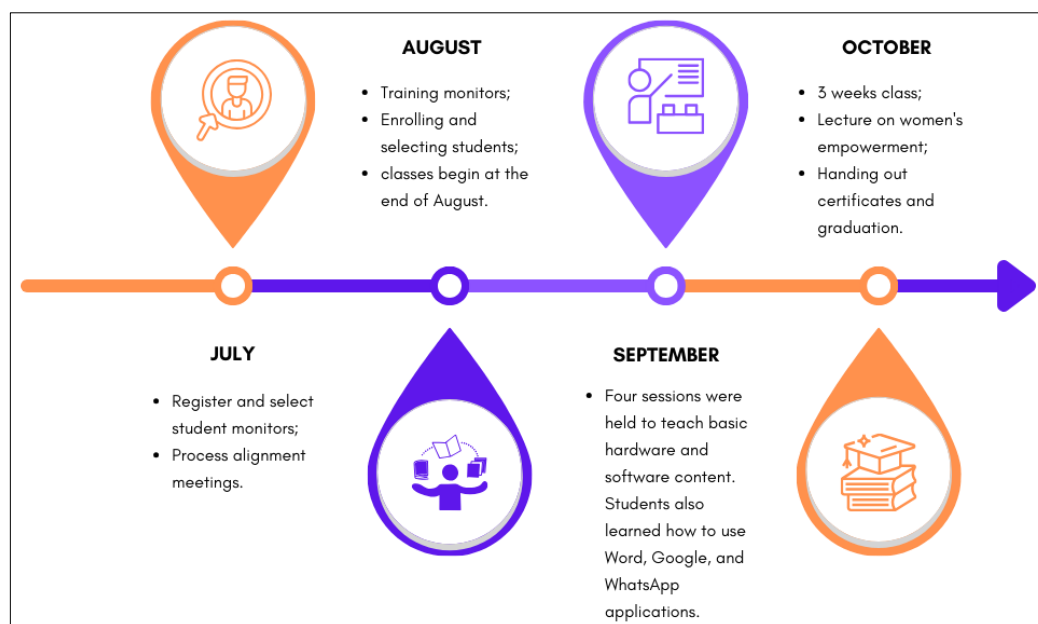 JULY
• Register and select
student monitors;
• Process alignment
meetings.
AUGUST
• Training monitors;
• Enrolling and
selecting students;
• classes begin at the
end of August.
SEPTEMBER
• Four sessions were
held to teach basic
hardware and
software content.
Students also
learned how to use
Word, Google, and
WhatsApp
applications.
OCTOBER
• 3 weeks class;
• Lecture on women's
empowerment;
• Handing out
certificates and
graduation.